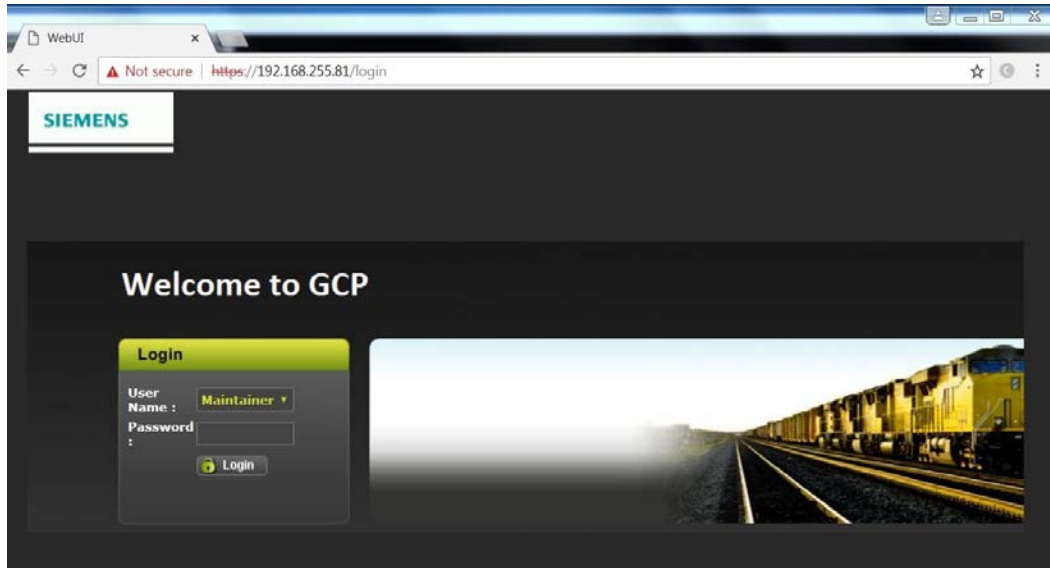 WebUI
Not secure https://192.168.255.81/login
SIEMENS
Welcome to GCP
Login
User
Name :
Maintainer
Password
:
Login